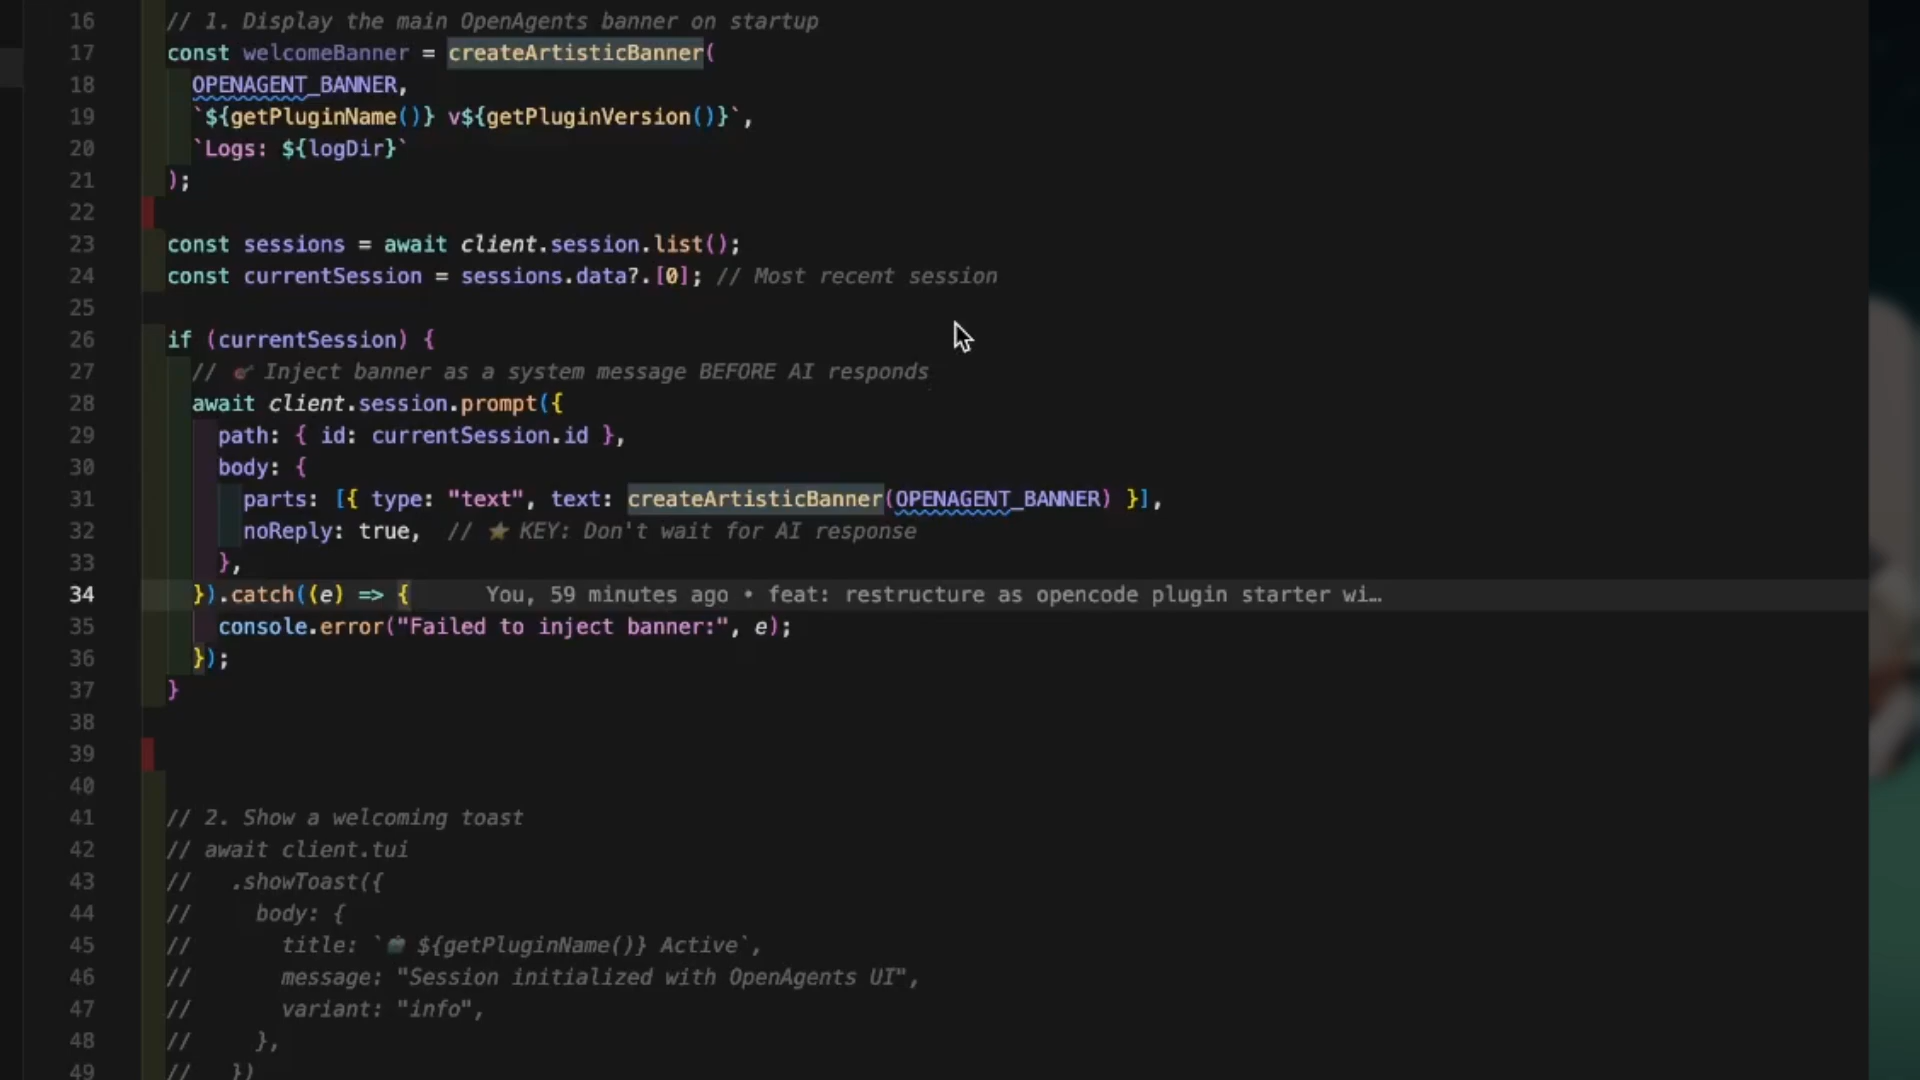 16 // 1. Display the main OpenAgents banner on startup
17 const welcomeBanner = createArtisticBanner(
18 OPENAGENT_BANNER,
19 `${getPluginName()} v${getPluginVersion()}`,
20 `Logs: ${logDir}`
21 );
22
23 const sessions = await client.session.list();
24 const currentSession = sessions.data?.[0]; // Most recent session
25
26 if (currentSession) {
27 // Inject banner as a system message BEFORE AI responds
28 await client.session.prompt({
29 path: { id: currentSession.id },
30 body: {
31 parts: [{ type: "text", text: createArtisticBanner(OPENAGENT_BANNER) }],
32 noReply: true, // ⭐ KEY: Don't wait for AI response
33 },
34 }).catch((e) => { You, 59 minutes ago • feat: restructure as opencode plugin starter wi…
35 console.error("Failed to inject banner:", e);
36 });
37 }
38
39
40
41 // 2. Show a welcoming toast
42 // await client.tui
43 // .showToast({
44 // body: {
45 // title: `${getPluginName()} Active`,
46 // message: "Session initialized with OpenAgents UI",
47 // variant: "info",
48 // },
49 // })